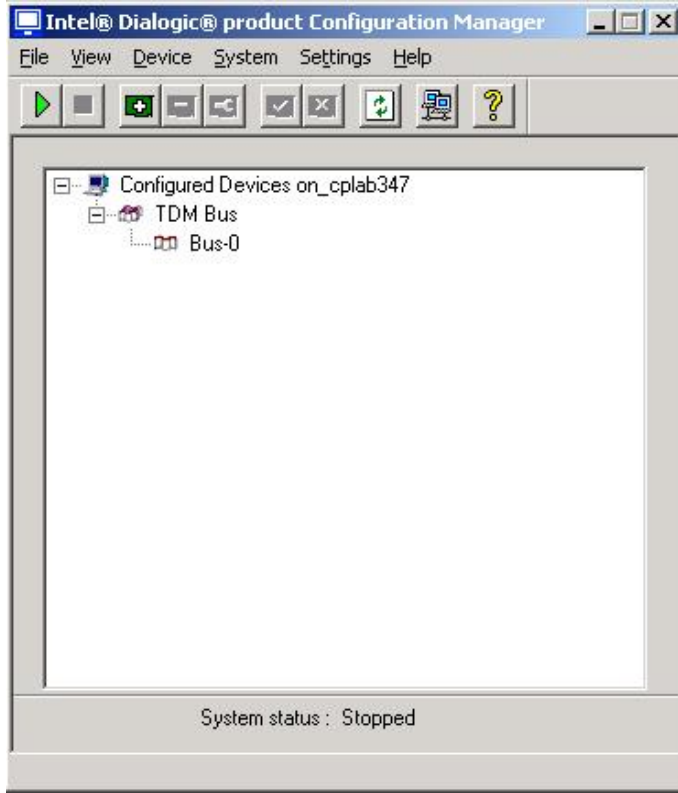 Intel® Dialogic® product Configuration Manager
File View Device System Settings Help
Configured Devices on_cplab347
TDM Bus
Bus-0
System status : Stopped